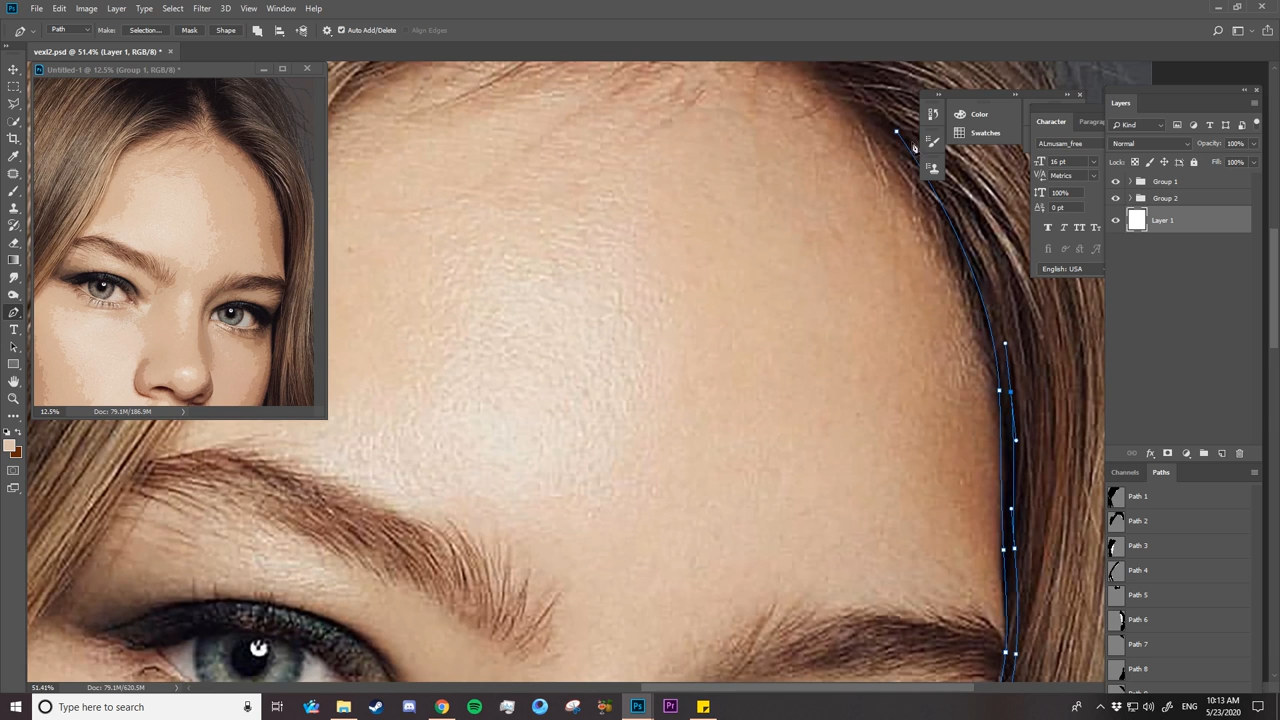 File Edit Image Layer Type Select Filter 3D View Window Help
Path Make: Selection... Mask Shape Auto Add/Delete Align Edges
vexl2.psd @ 51.4% (Layer 1, RGB/8) *
Untitled-1 @ 12.5% (Group 1, RGB/8) *
12.5% Doc: 79.1M/186.9M
Color
Swatches
Character Paragra
ALmusam_free
16 pt
Metrics
100%
0 pt
English: USA
Layers
Kind
Normal Opacity: 100%
Lock: Fill: 100%
Group 1
Group 2
Layer 1
Channels Paths
Path 1
Path 2
Path 3
Path 4
Path 5
Path 6
Path 7
Path 8
51.41% Doc: 79.1M/620.5M
Type here to search
10:13 AM
5/23/2020